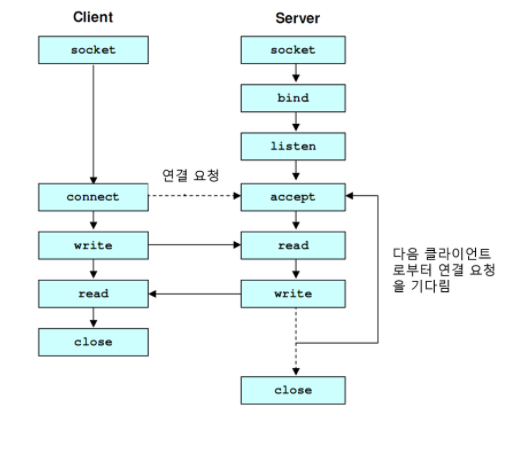 Client
Server
socket
socket
bind
listen
연결 요청
connect
accept
write
read
다음 클라이언트
로부터 연결 요청
을 기다림
read
write
close
close